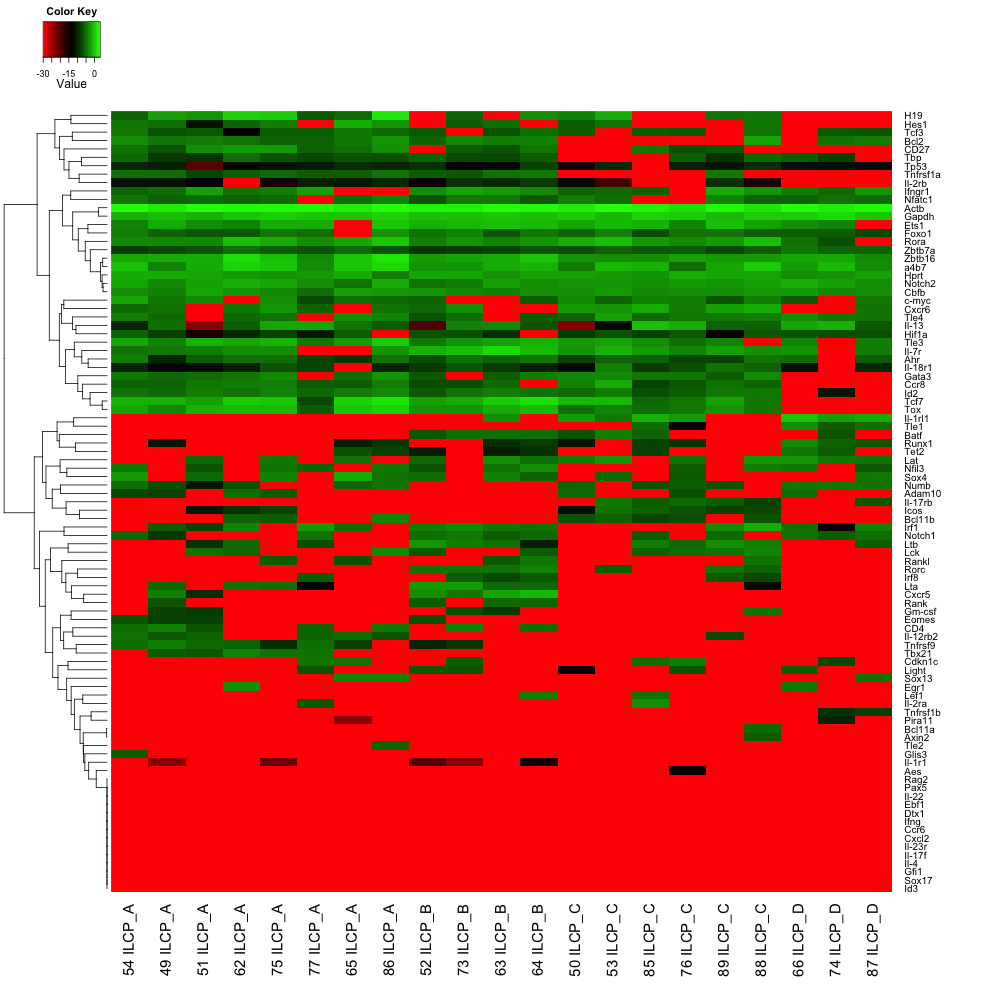 Color Key
-30 -15 0
Value
H19
Hes1
Tcf3
Bcl2
CD27
Tbp
Tp53
Tnfrsf1a
Il-2rb
Ifngr1
Nfatc1
Actb
Gapdh
Ets1
Foxo1
Rora
Zbtb7a
Zbtb16
a4b7
Hprt
Notch2
Cbfb
c-myc
Cxcr6
Tle4
Il-13
Hif1a
Tle3
Il-7r
Ahr
Il-18r1
Gata3
Ccr8
Id2
Tcf7
Tox
Il-1rl1
Tle1
Batf
Runx1
Tet2
Lat
Nfil3
Sox4
Numb
Adam10
Il-17rb
Icos
Bcl11b
Irf1
Notch1
Ltb
Lck
Rankl
Rorc
Irf8
Lta
Cxcr5
Rank
Gm-csf
Eomes
CD4
Il-12rb2
Tnfrsf9
Tbx21
Cdkn1c
Light
Sox13
Egr1
Lef1
Il-2ra
Tnfrsf1b
Pira11
Bcl11a
Axin2
Tle2
Glis3
Il-1r1
Aes
Rag2
Pax5
Il-22
Ebf1
Dtx1
Ifng
Ccr6
Cxcl2
Il-23r
Il-17f
Il-4
Gfi1
Sox17
Id3
54 ILCP_A
49 ILCP_A
51 ILCP_A
62 ILCP_A
75 ILCP_A
77 ILCP_A
65 ILCP_A
86 ILCP_A
52 ILCP_B
73 ILCP_B
63 ILCP_B
64 ILCP_B
50 ILCP_C
53 ILCP_C
85 ILCP_C
76 ILCP_C
89 ILCP_C
88 ILCP_C
66 ILCP_D
74 ILCP_D
87 ILCP_D